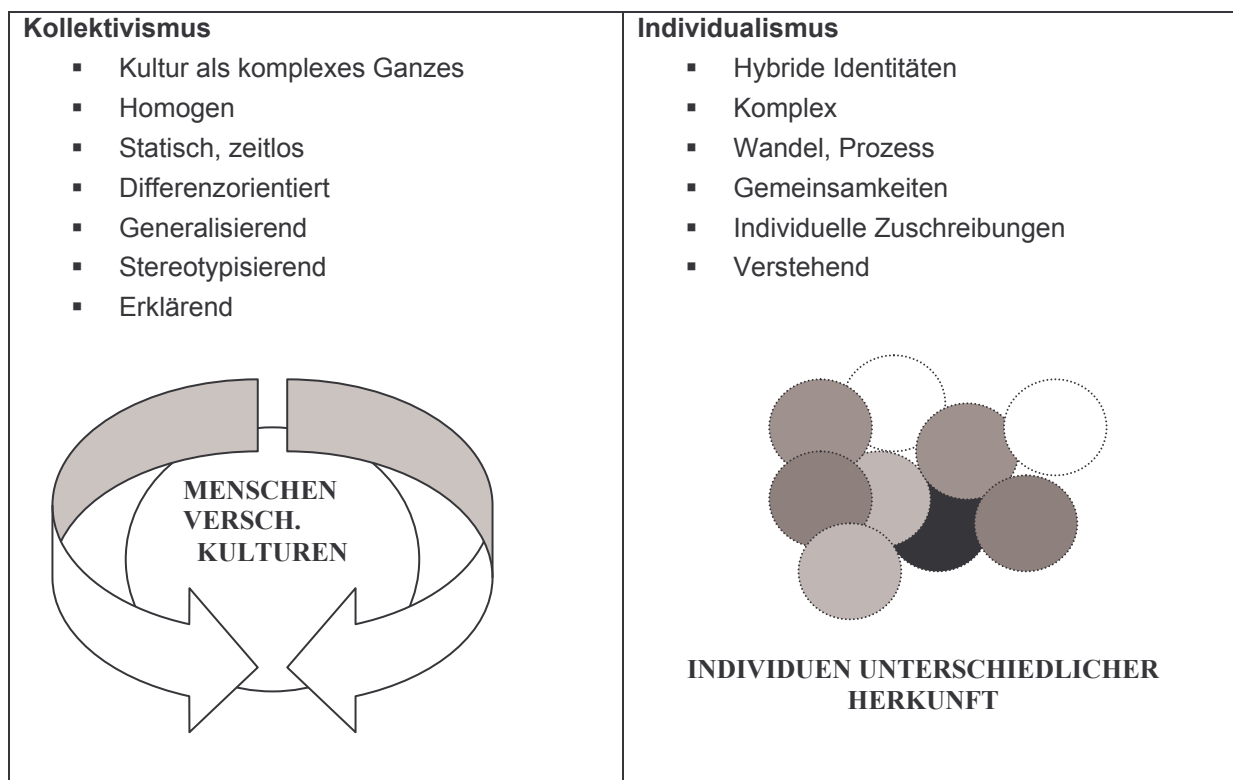 Kollektivismus
▪ Kultur als komplexes Ganzes
▪ Homogen
▪ Statisch, zeitlos
▪ Differenzorientiert
▪ Generalisierend
▪ Stereotypisierend
▪ Erklärend
MENSCHEN
VERSCH.
KULTUREN
Individualismus
▪ Hybride Identitäten
▪ Komplex
▪ Wandel, Prozess
▪ Gemeinsamkeiten
▪ Individuelle Zuschreibungen
▪ Verstehend
INDIVIDUEN UNTERSCHIEDLICHER
HERKUNFT